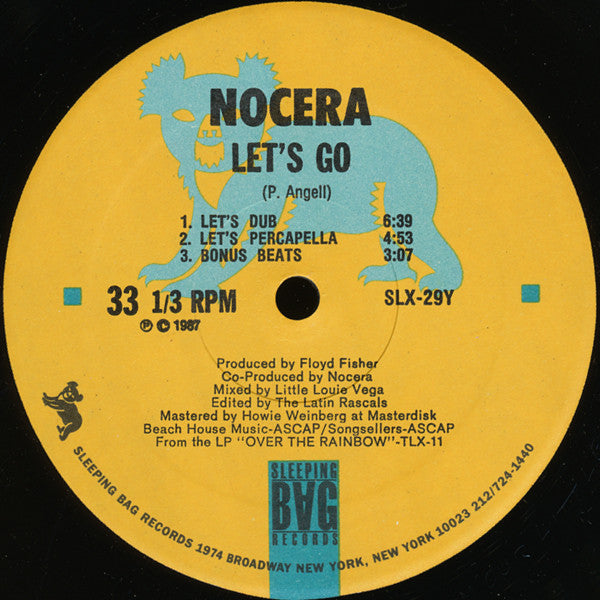 NOCERA
LET'S GO
(P. Angell)
1. LET'S DUB 6:39
2. LET'S PERCAPELLA 4:53
3. BONUS BEATS 3:07
33 1/3 RPM SLX-29Y
℗ © 1987
Produced by Floyd Fisher
Co-Produced by Nocera
Mixed by Little Louie Vega
Edited by The Latin Rascals
Mastered by Howie Weinberg at Masterdisk
Beach House Music-ASCAP/Songsellers-ASCAP
From the LP "OVER THE RAINBOW"-TLX-11
SLEEPING
BAG
RECORDS
SLEEPING BAG RECORDS 1974 BROADWAY NEW YORK, NEW YORK 10023 212/724-1440